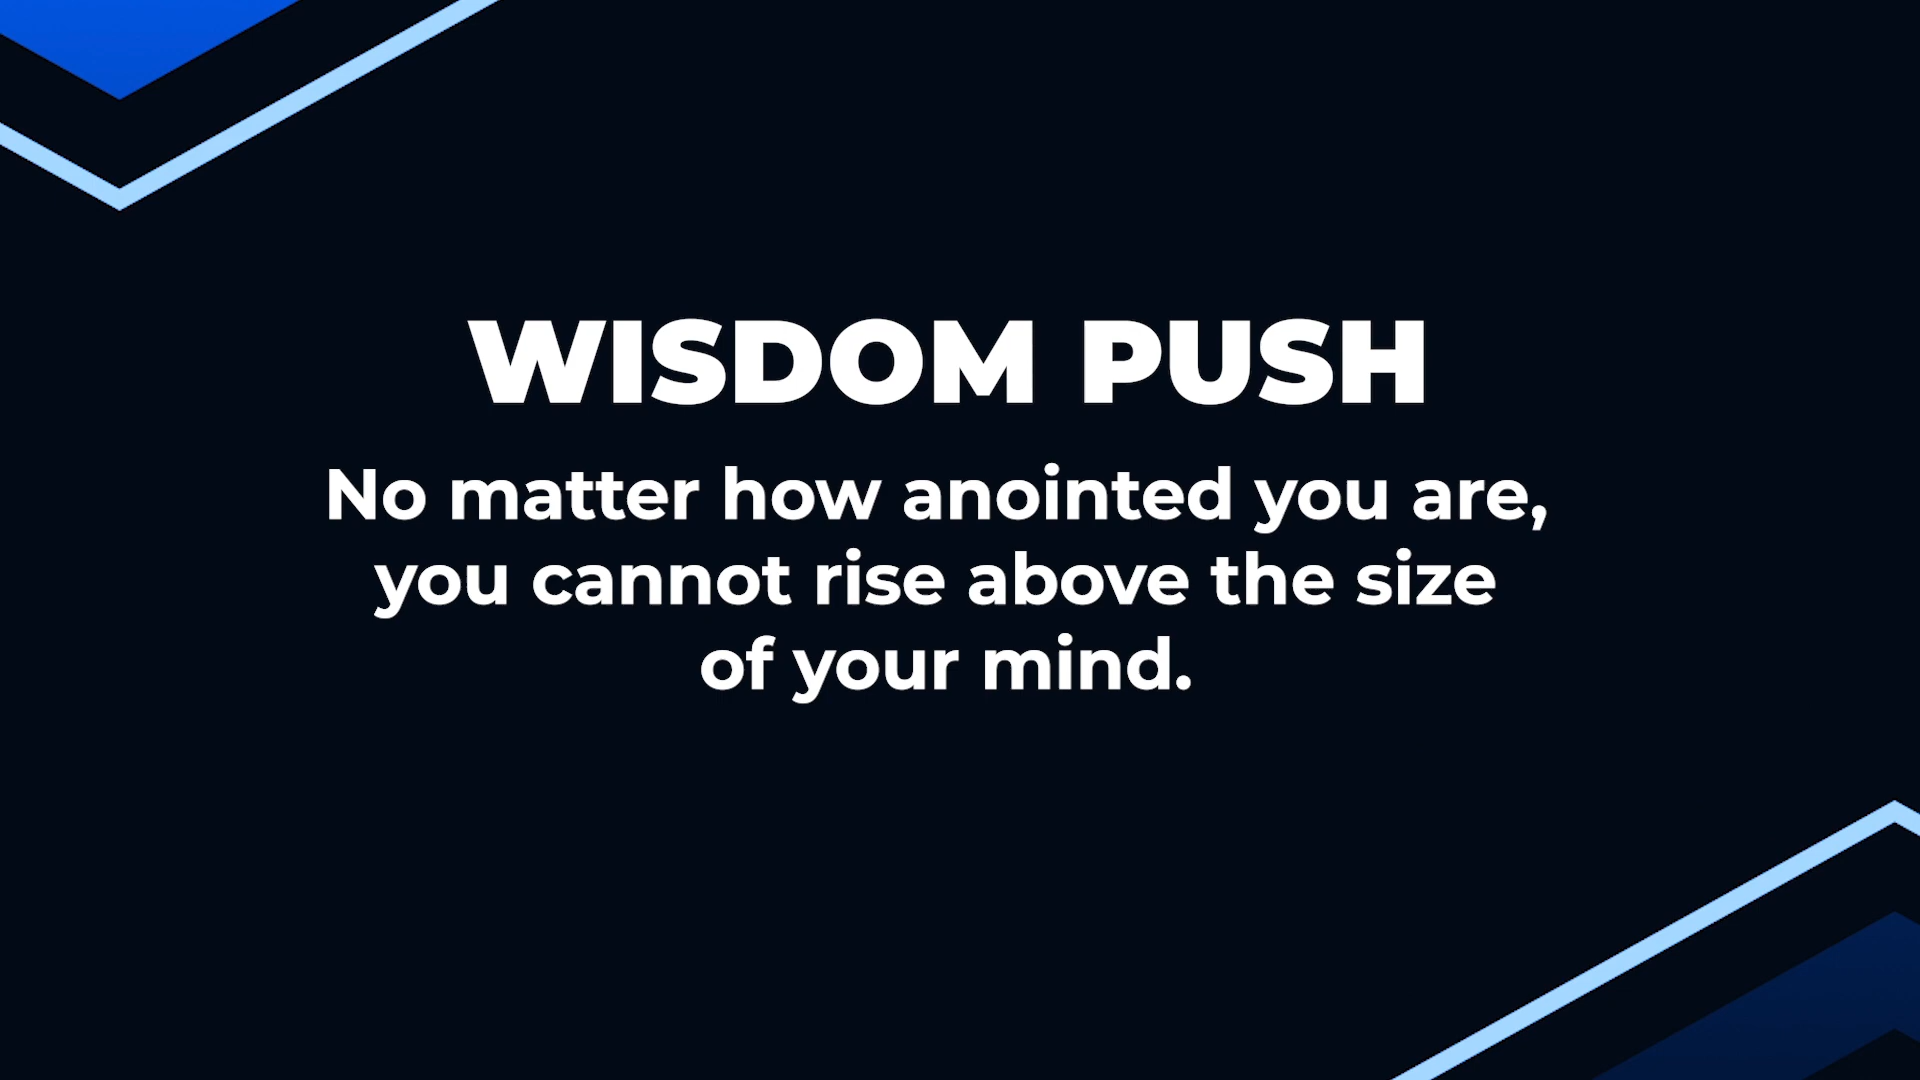 WISDOM PUSH
No matter how anointed you are,
you cannot rise above the size
of your mind.